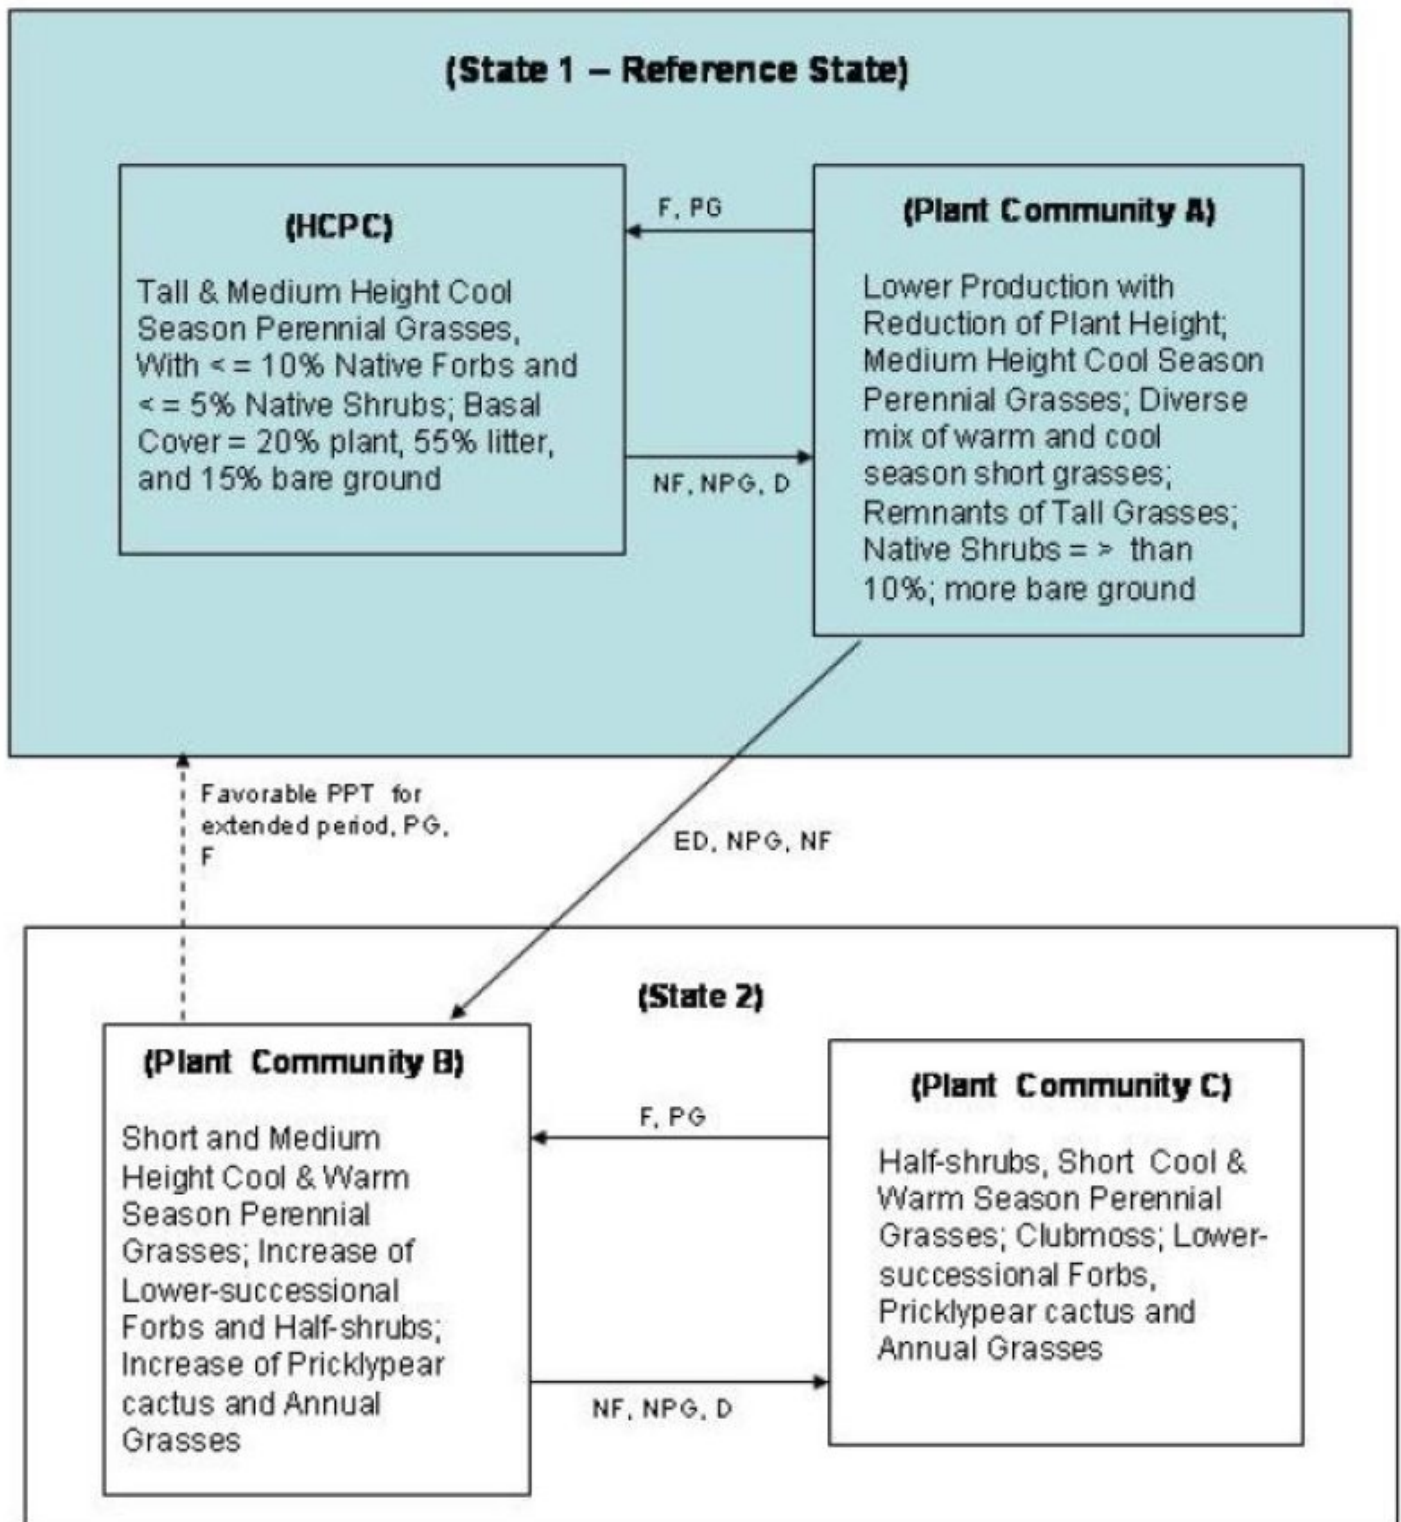 (State 1 – Reference State)
(HCPC)
Tall & Medium Height Cool
Season Perennial Grasses,
With < = 10% Native Forbs and
< = 5% Native Shrubs; Basal
Cover = 20% plant, 55% litter,
and 15% bare ground
F, PG
NF, NPG, D
(Plant Community A)
Lower Production with
Reduction of Plant Height;
Medium Height Cool Season
Perennial Grasses; Diverse
mix of warm and cool
season short grasses;
Remnants of Tall Grasses;
Native Shrubs = > than
10%; more bare ground
Favorable PPT for
extended period, PG,
F
ED, NPG, NF
(State 2)
(Plant Community B)
Short and Medium
Height Cool & Warm
Season Perennial
Grasses; Increase of
Lower-successional
Forbs and Half-shrubs;
Increase of Pricklypear
cactus and Annual
Grasses
F, PG
NF, NPG, D
(Plant Community C)
Half-shrubs, Short Cool &
Warm Season Perennial
Grasses; Clubmoss; Lower-
successional Forbs,
Pricklypear cactus and
Annual Grasses